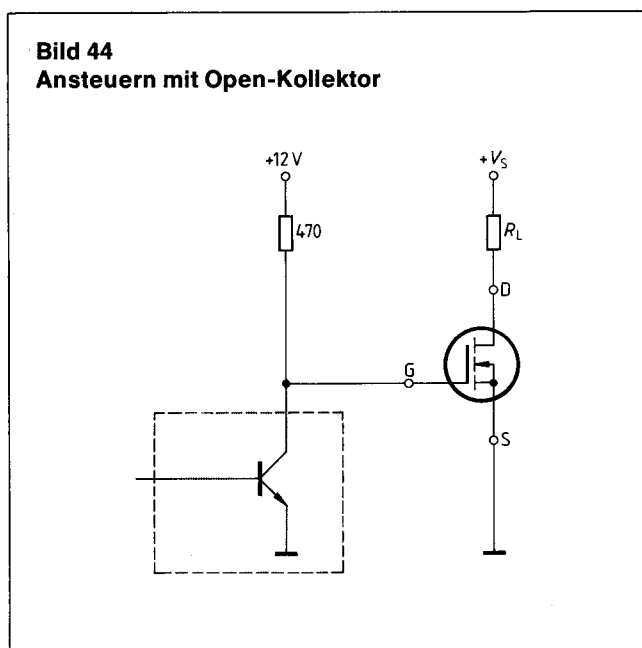 Bild 44
Ansteuern mit Open-Kollektor
+12 V
+V_S
470
R_L
D
G
S